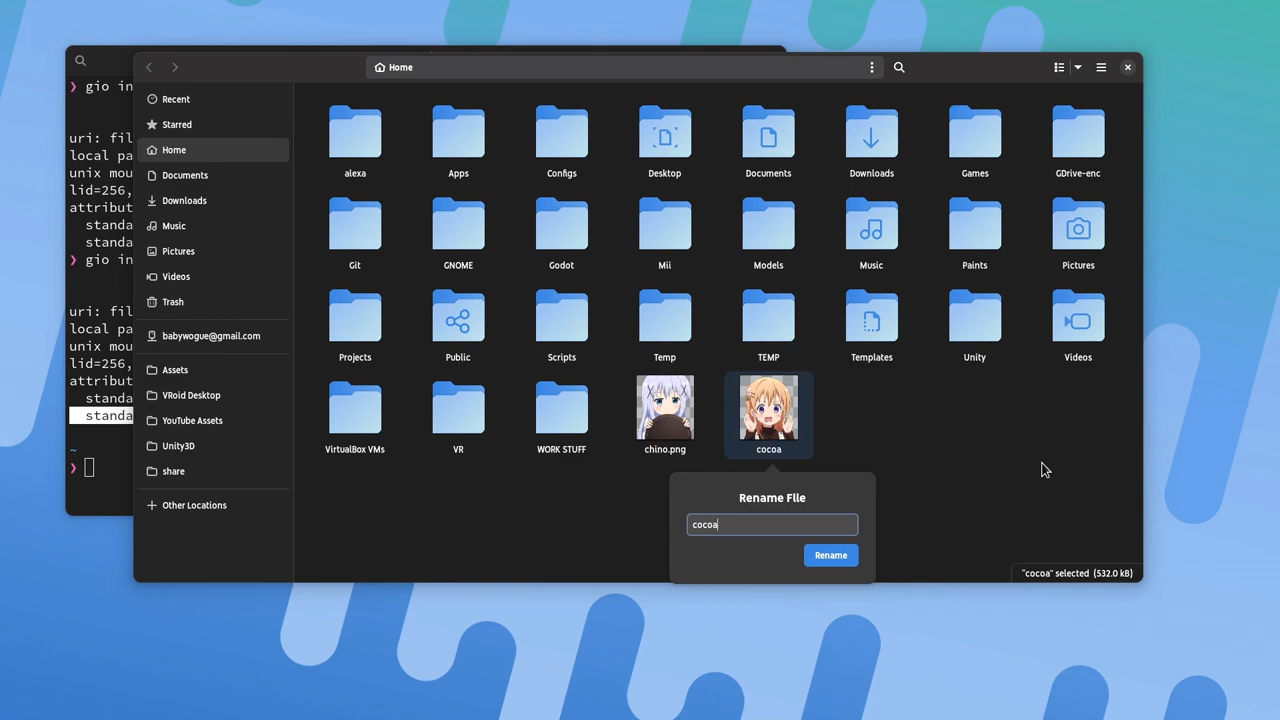 Home
❯ gio in
uri: fil
local pa
unix mou
lid=256,
attribut
standa
standa
❯ gio in
uri: fil
local pa
unix mou
lid=256,
attribut
standa
standa
~
❯
Recent
Starred
Home
Documents
Downloads
Music
Pictures
Videos
Trash
babywogue@gmail.com
Assets
VRoid Desktop
YouTube Assets
Unity3D
share
Other Locations
alexa Apps Configs Desktop Documents Downloads Games GDrive-enc
Git GNOME Godot Mii Models Music Paints Pictures
Projects Public Scripts Temp TEMP Templates Unity Videos
VirtualBox VMs VR WORK STUFF chino.png cocoa
Rename File
cocoa
Rename
"cocoa" selected (532.0 kB)